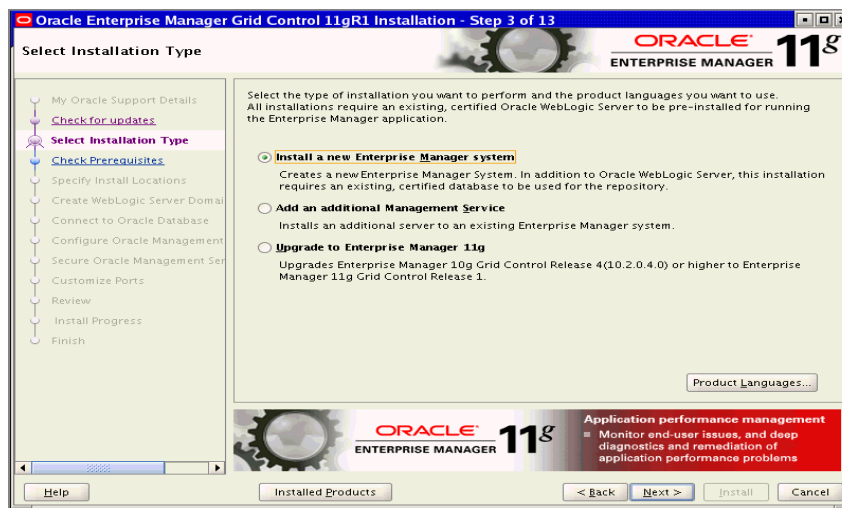 Oracle Enterprise Manager Grid Control 11gR1 Installation - Step 3 of 13
Select Installation Type
ORACLE
ENTERPRISE MANAGER 11g
My Oracle Support Details
Check for updates
Select Installation Type
Check Prerequisites
Specify Install Locations
Create WebLogic Server Domai
Connect to Oracle Database
Configure Oracle Management
Secure Oracle Management Ser
Customize Ports
Review
Install Progress
Finish
Select the type of installation you want to perform and the product languages you want to use.
All installations require an existing, certified Oracle WebLogic Server to be pre-installed for running
the Enterprise Manager application.
Install a new Enterprise Manager system
Creates a new Enterprise Manager System. In addition to Oracle WebLogic Server, this installation
requires an existing, certified database to be used for the repository.
Add an additional Management Service
Installs an additional server to an existing Enterprise Manager system.
Upgrade to Enterprise Manager 11g
Upgrades Enterprise Manager 10g Grid Control Release 4(10.2.0.4.0) or higher to Enterprise
Manager 11g Grid Control Release 1.
Product Languages...
ORACLE
ENTERPRISE MANAGER 11g
Application performance management
Monitor end-user issues, and deep
diagnostics and remediation of
application performance problems
Help
Installed Products
< Back
Next >
Install
Cancel